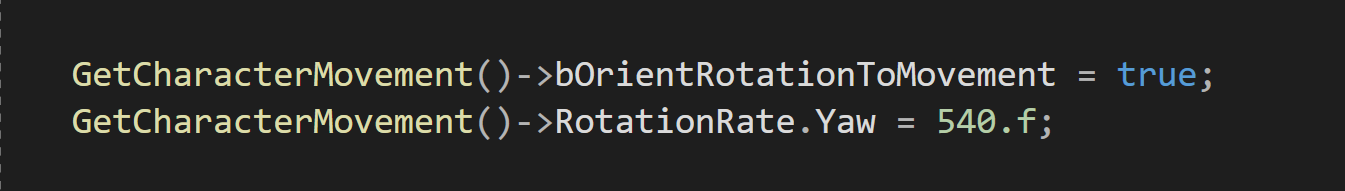 GetCharacterMovement()->bOrientRotationToMovement = true;
GetCharacterMovement()->RotationRate.Yaw = 540.f;